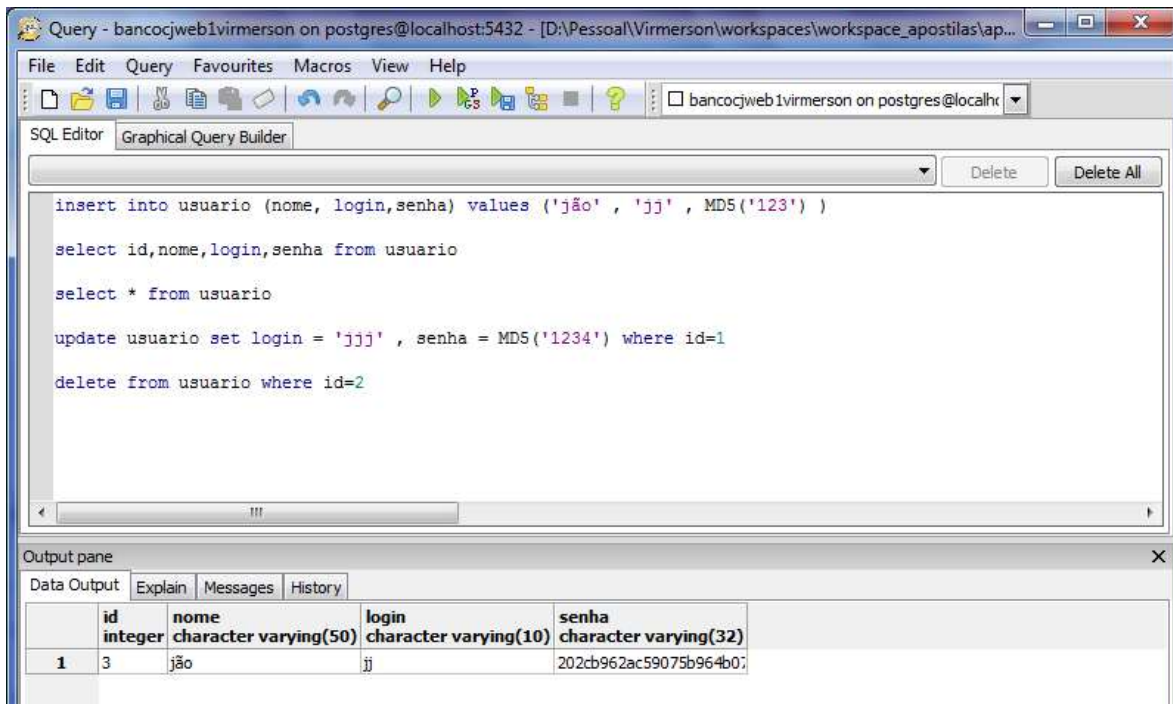 Query - bancocjweb1virmerson on postgres@localhost:5432 - [D:\Pessoal\Virmerson\workspaces\workspace_apostilas\ap...
File Edit Query Favourites Macros View Help
bancocjweb1virmerson on postgres@localhc
SQL Editor Graphical Query Builder
Delete Delete All
insert into usuario (nome, login,senha) values ('jão' , 'jj' , MD5('123') )
select id,nome,login,senha from usuario
select * from usuario
update usuario set login = 'jjj' , senha = MD5('1234') where id=1
delete from usuario where id=2
Output pane
Data Output Explain Messages History
id nome login senha
integer character varying(50) character varying(10) character varying(32)
1 3 jão jj 202cb962ac59075b964b07